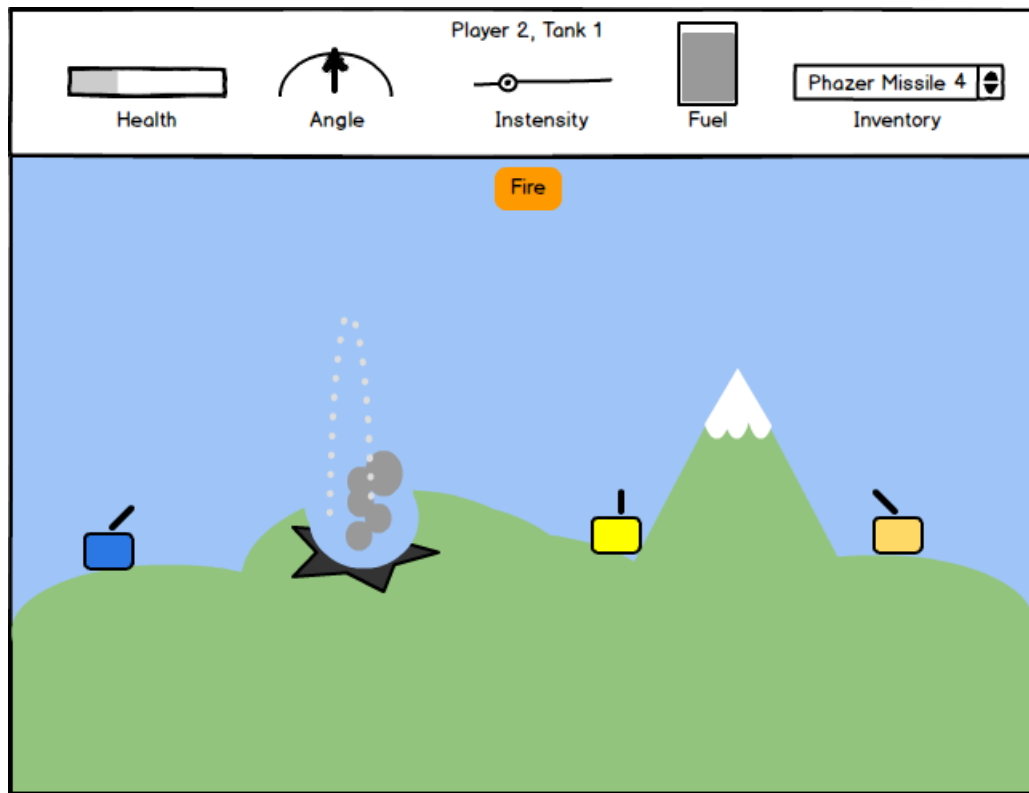 Player 2, Tank 1
Phazer Missile 4
Health
Angle
Instensity
Fuel
Inventory
Fire